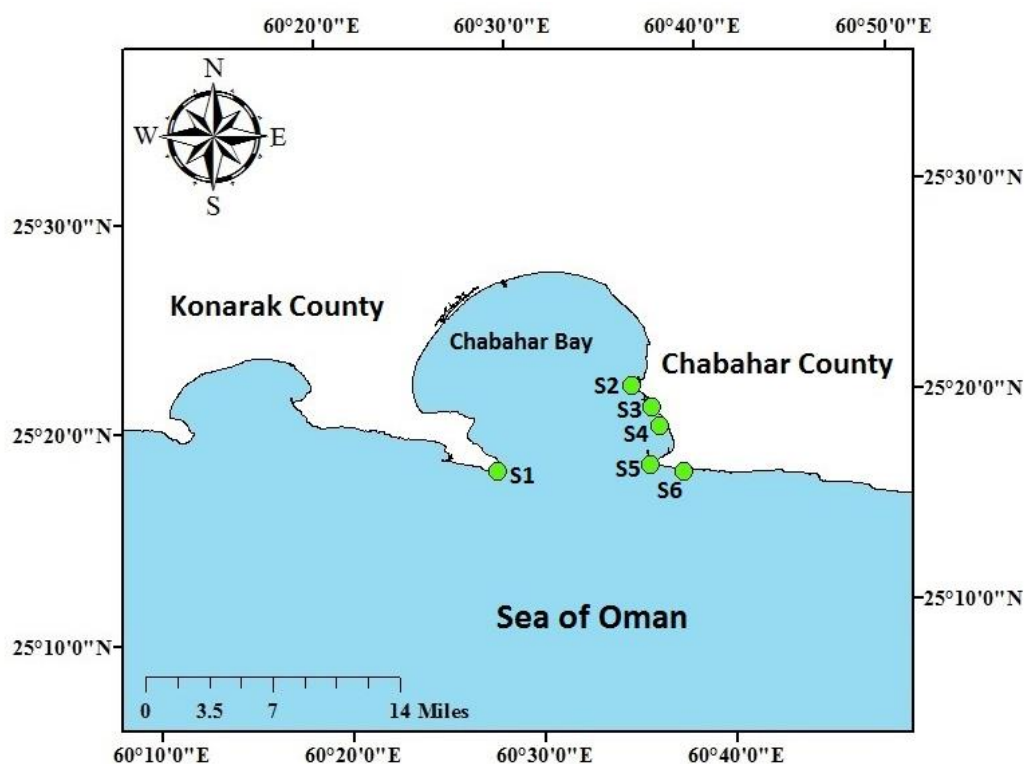 60°20'0"E 60°30'0"E 60°40'0"E 60°50'0"E
N
W E
S
25°30'0"N
25°30'0"N
Konarak County
Chabahar Bay
Chabahar County
S2
25°20'0"N
S3
S4
25°20'0"N
S5
S1
S6
25°10'0"N
Sea of Oman
25°10'0"N
0 3.5 7 14 Miles
60°10'0"E 60°20'0"E 60°30'0"E 60°40'0"E